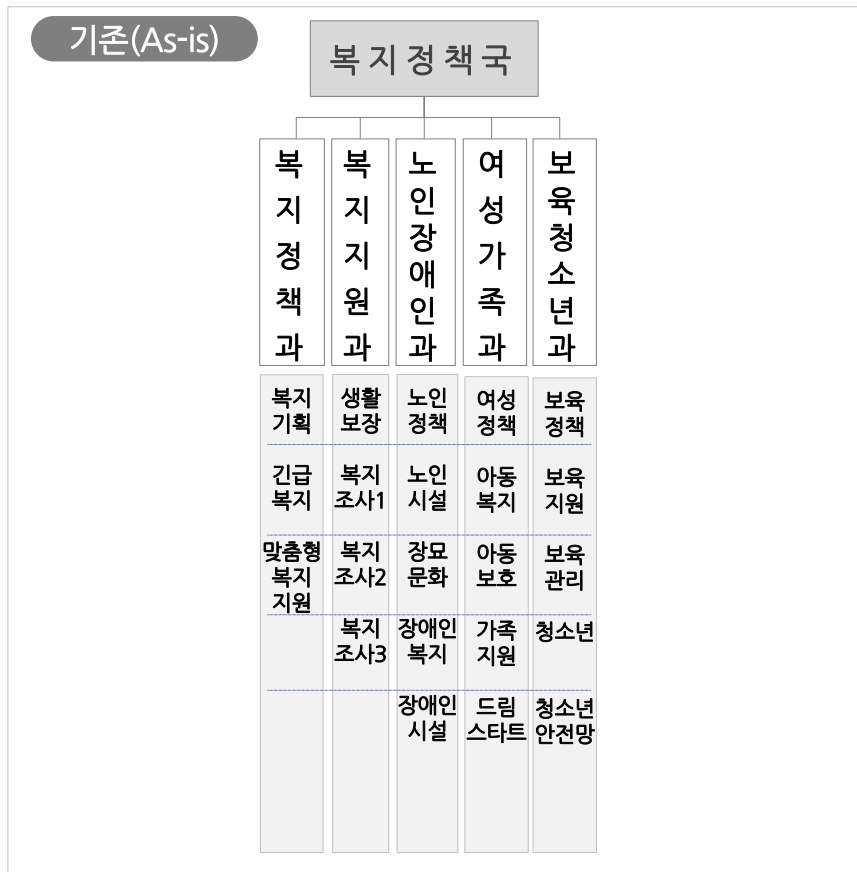 기존(As-is)
복지정책국
복지정책과
복지지원과
노인장애인과
여성가족과
보육청소년과
복지
기획
긴급
복지
맞춤형
복지
지원
생활
보장
복지
조사1
복지
조사2
복지
조사3
노인
정책
노인
시설
장묘
문화
장애인
복지
장애인
시설
여성
정책
아동
복지
아동
보호
가족
지원
드림
스타트
보육
정책
보육
지원
보육
관리
청소년
청소년
안전망